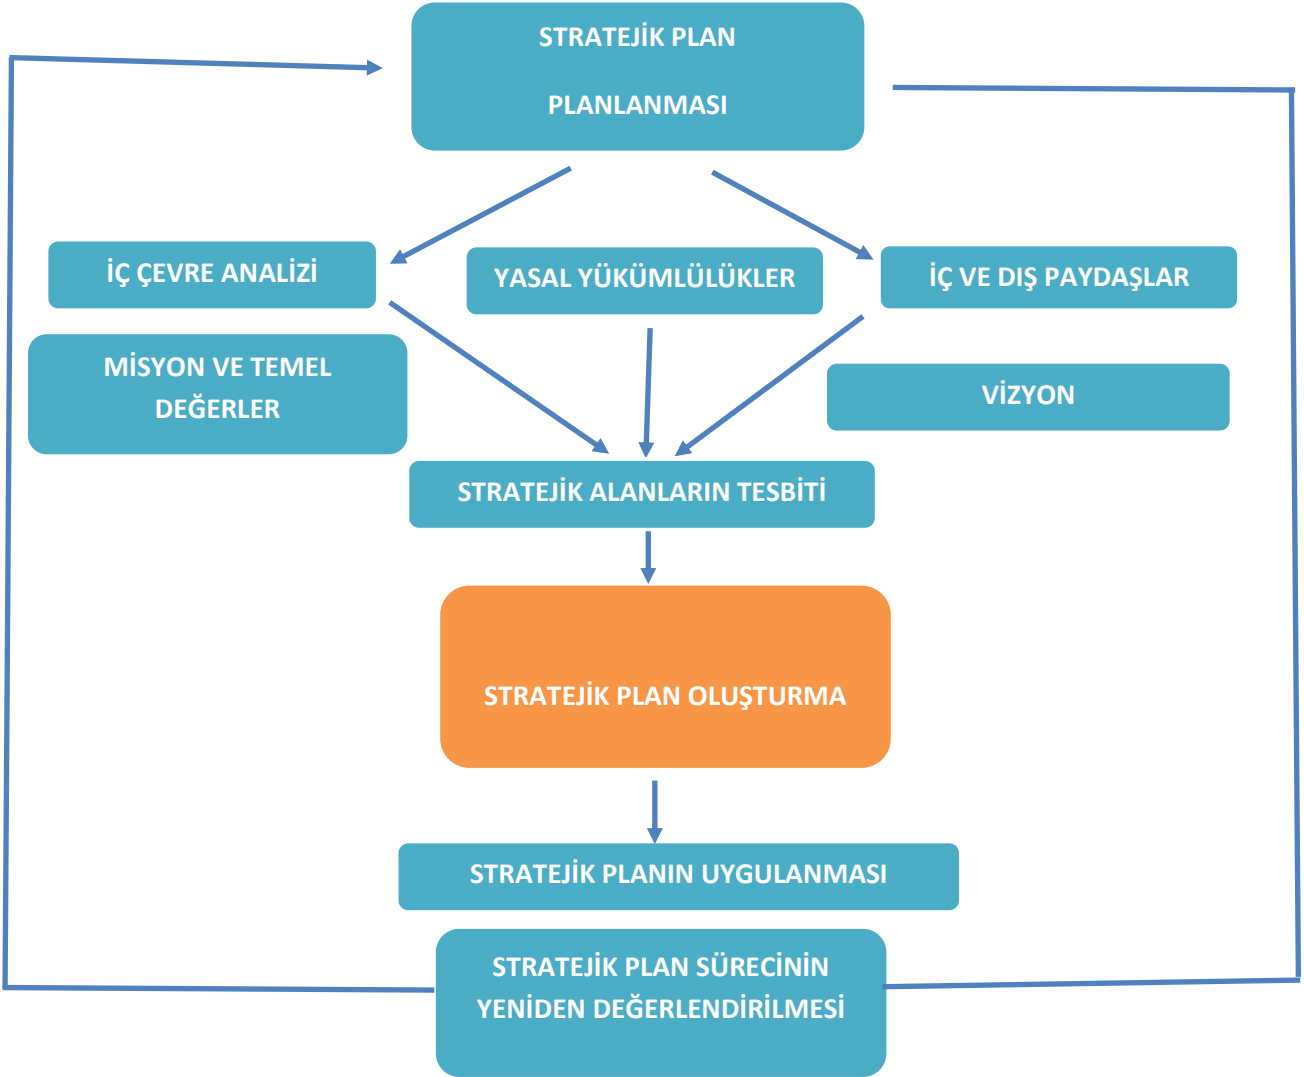 STRATEJİK PLAN
PLANLANMASI
İÇ ÇEVRE ANALİZİ
YASAL YÜKÜMLÜLÜKLER
İÇ VE DIŞ PAYDAŞLAR
MİSYON VE TEMEL
DEĞERLER
VİZYON
STRATEJİK ALANLARIN TESBİTİ
STRATEJİK PLAN OLUŞTURMA
STRATEJİK PLANIN UYGULANMASI
STRATEJİK PLAN SÜRECİNİN
YENİDEN DEĞERLENDİRİLMESİ